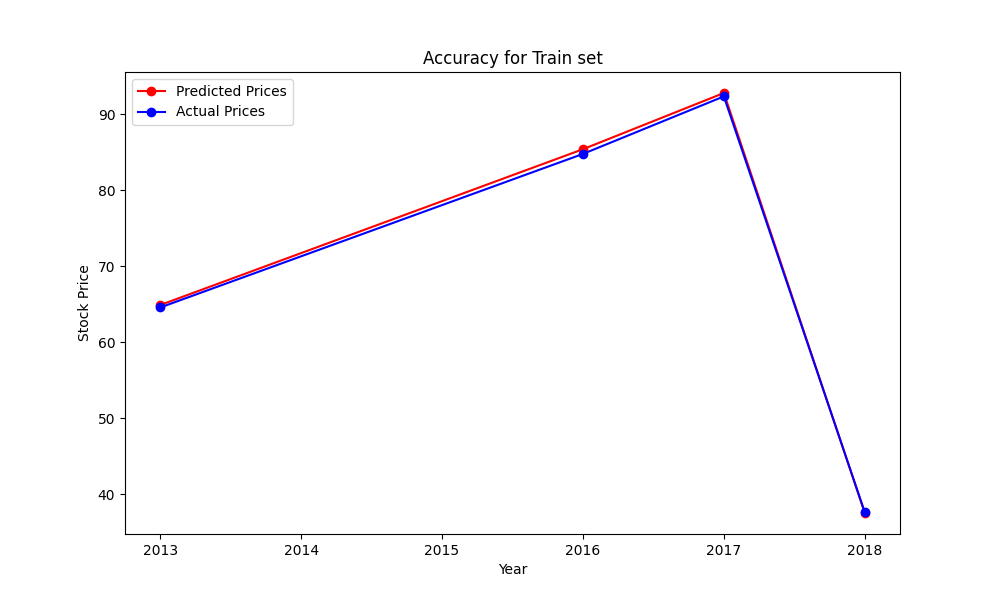 Accuracy for Train set
Predicted Prices
Actual Prices
90
80
70
60
50
40
Stock Price
2013 2014 2015 2016 2017 2018
Year